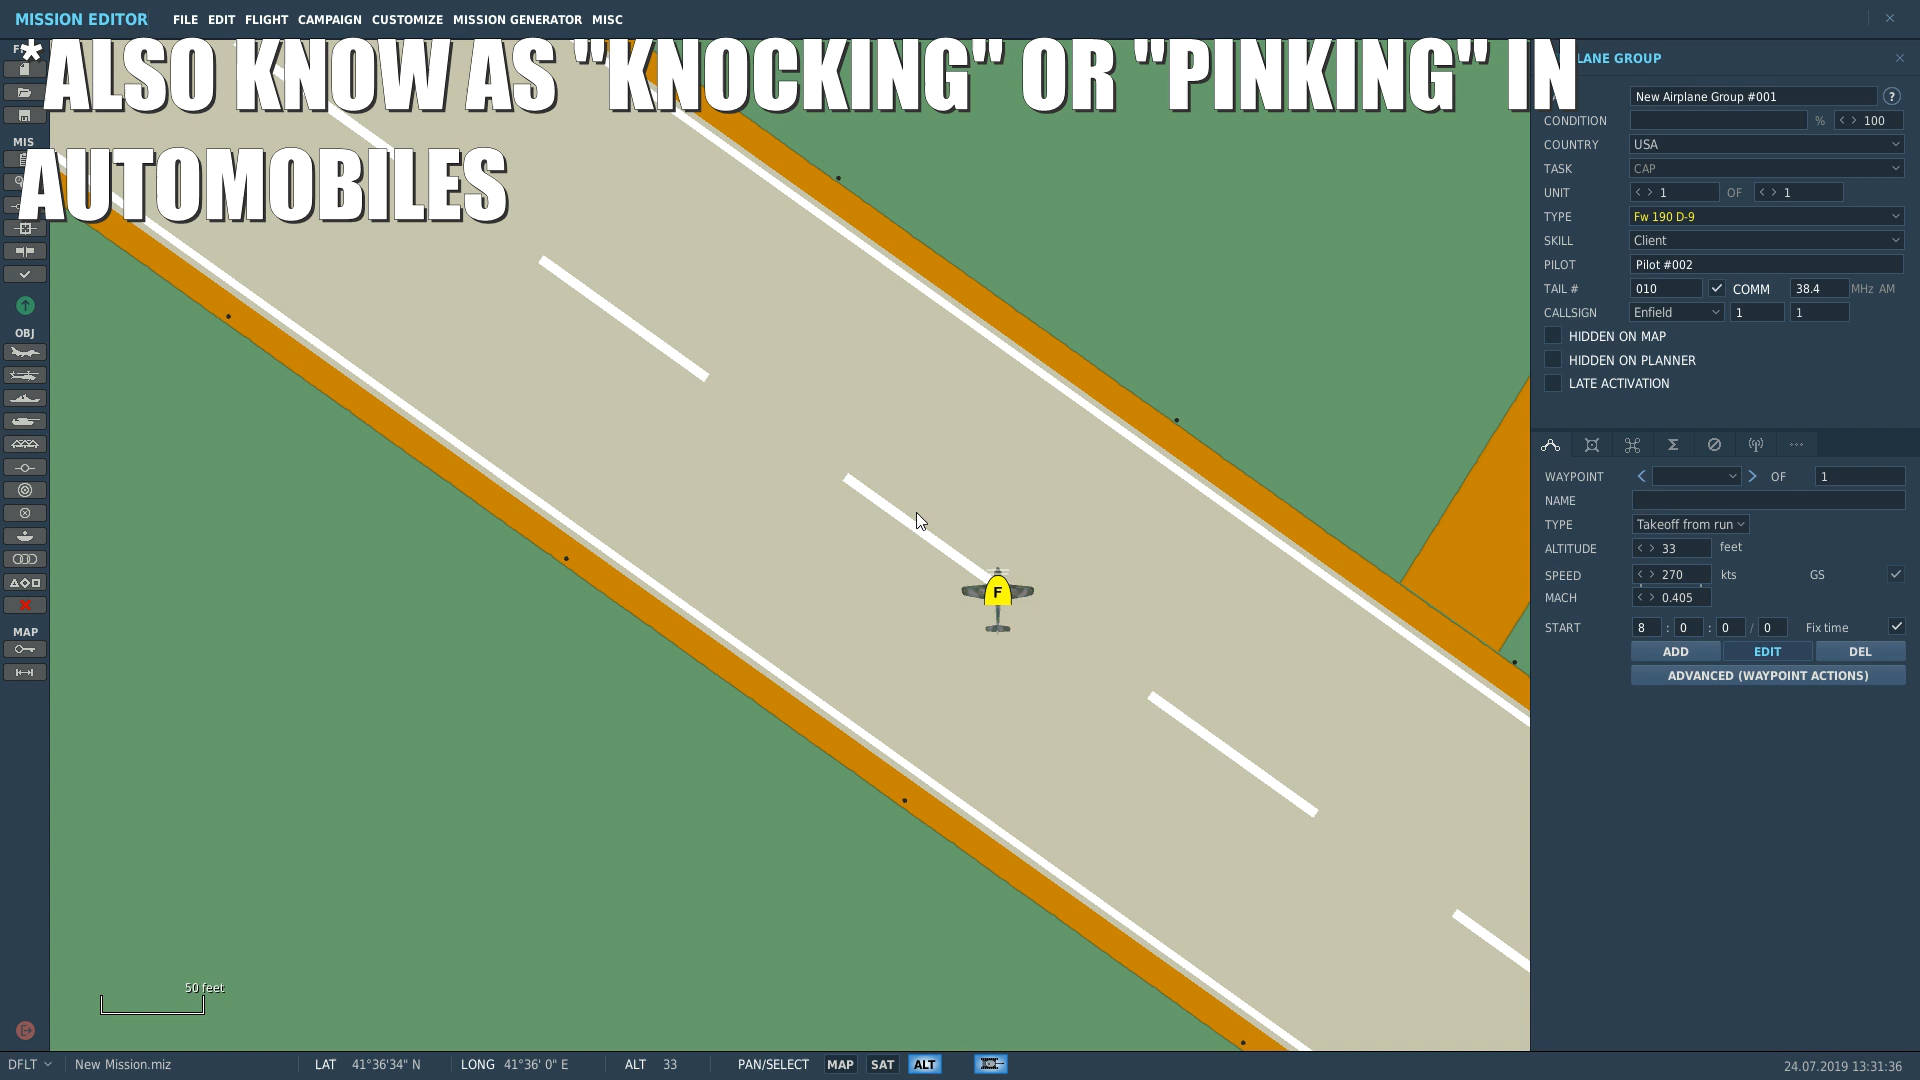 MISSION EDITOR FILE EDIT FLIGHT CAMPAIGN CUSTOMIZE MISSION GENERATOR MISC
*ALSO KNOW AS "KNOCKING" OR "PINKING" IN
AUTOMOBILES
LANE GROUP
New Airplane Group #001 ?
CONDITION % < > 100
COUNTRY USA
TASK CAP
UNIT < > 1 OF < > 1
TYPE Fw 190 D-9
SKILL Client
PILOT Pilot #002
TAIL # 010 COMM 38.4 MHz AM
CALLSIGN Enfield 1 1
HIDDEN ON MAP
HIDDEN ON PLANNER
LATE ACTIVATION
WAYPOINT OF 1
NAME
TYPE Takeoff from run
ALTITUDE < > 33 feet
SPEED < > 270 kts GS
MACH < > 0.405
START 8 : 0 : 0 / 0 Fix time
ADD EDIT DEL
ADVANCED (WAYPOINT ACTIONS)
MIS
OBJ
MAP
F
50 feet
DFLT New Mission.miz LAT 41°36'34" N LONG 41°36' 0" E ALT 33 PAN/SELECT MAP SAT ALT 24.07.2019 13:31:36